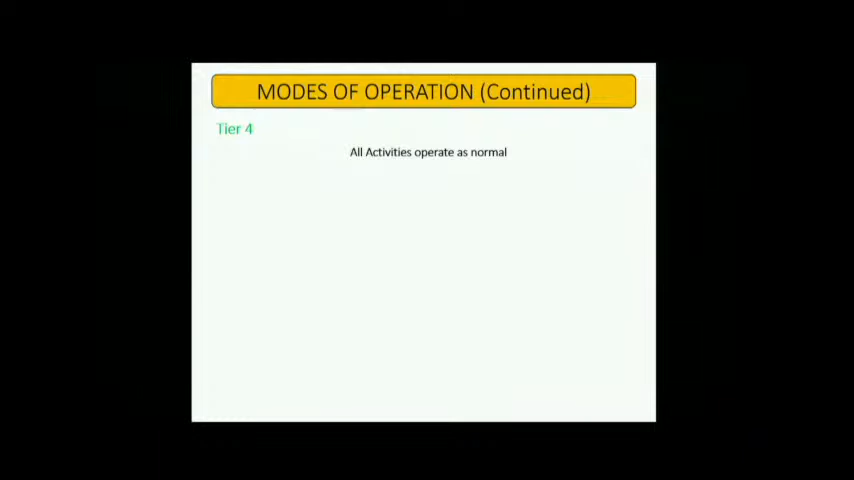 MODES OF OPERATION (Continued)
Tier 4
All Activities operate as normal